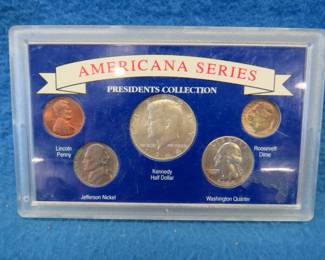 AMERICANA SERIES
PRESIDENTS COLLECTION
Lincoln
Penny
Roosevelt
Dime
Kennedy
Half Dollar
Jefferson Nickel
Washington Quarter